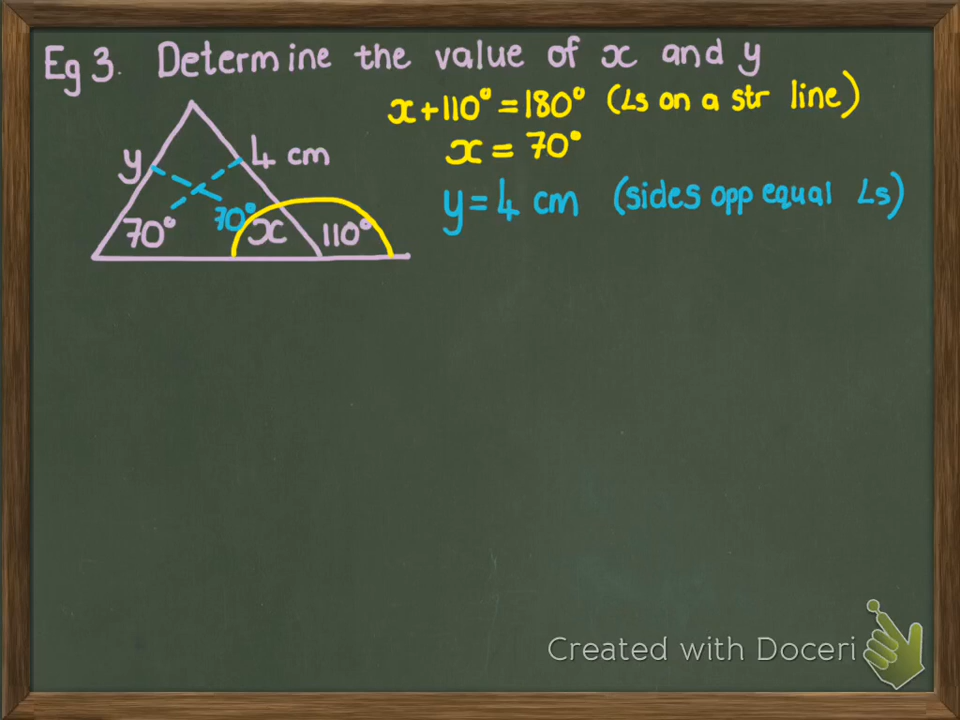 Eg 3. Determine the value of x and y
x + 110° = 180° (∠s on a str line)
x = 70°
y = 4 cm (sides opp equal ∠s)
y
4 cm
70°
70°
x
110°
Created with Doceri